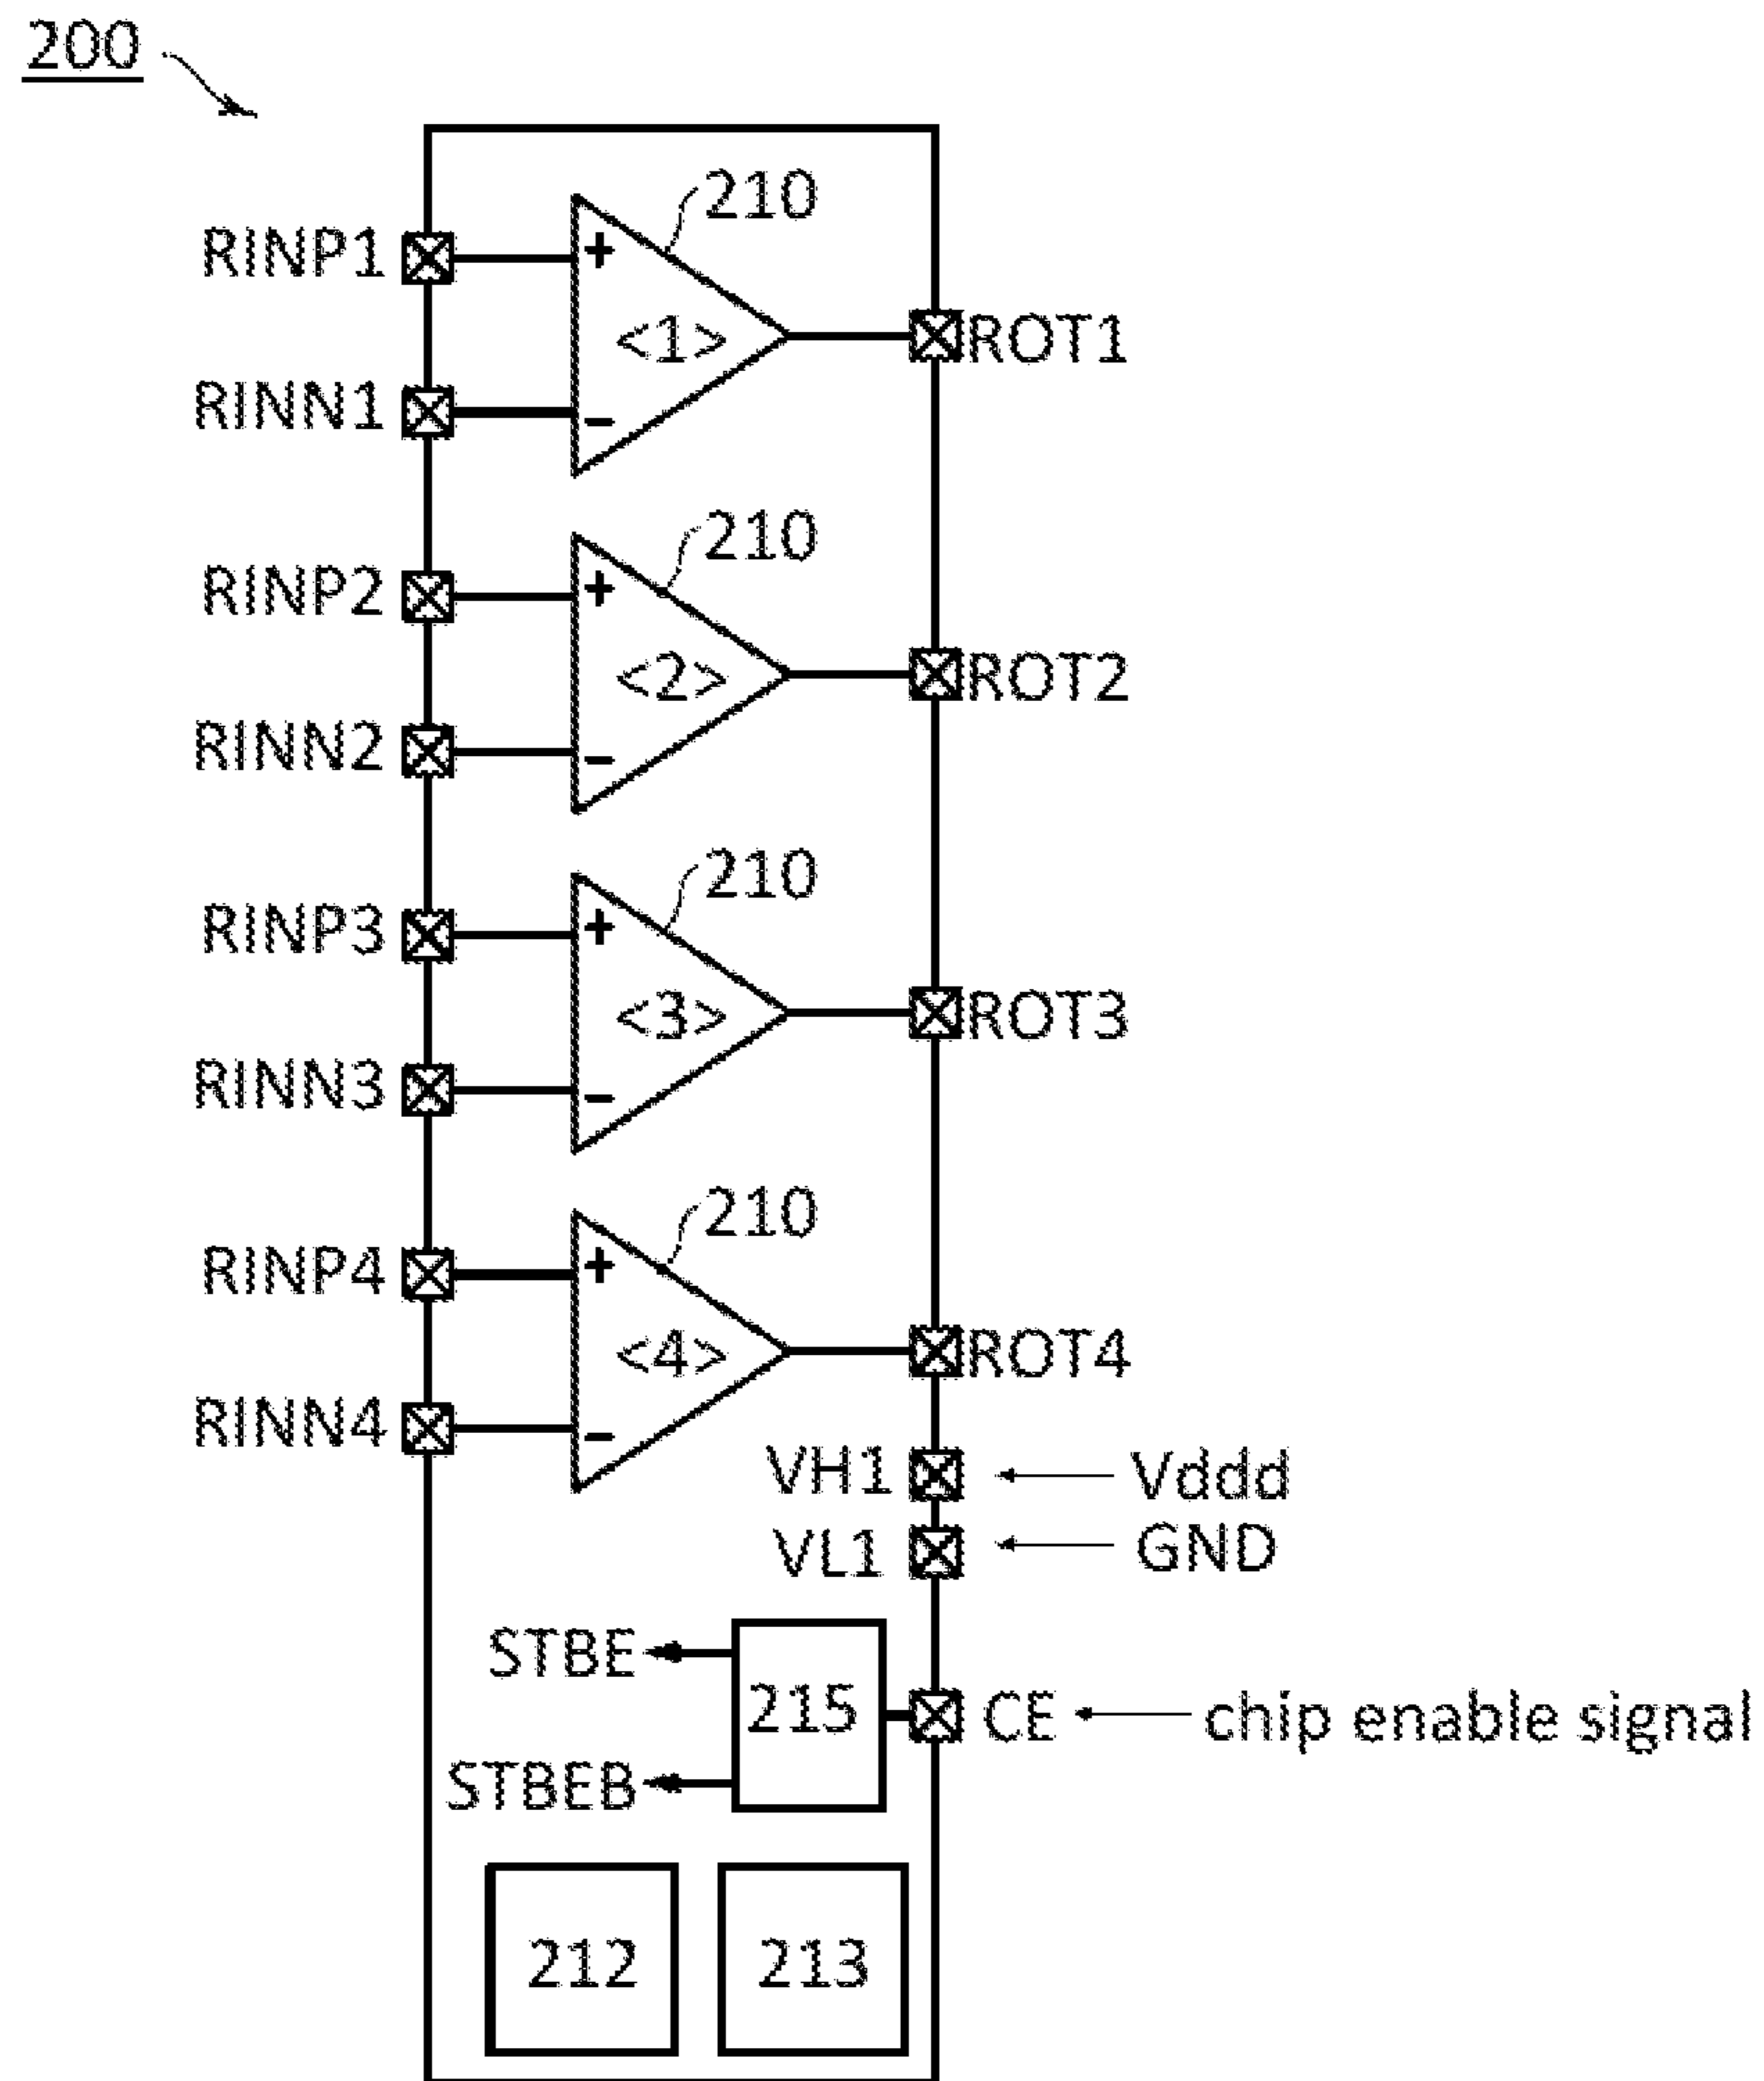 200
210
RINP1
+
<1>
ROT1
RINN1
-
210
RINP2
+
<2>
ROT2
RINN2
-
210
RINP3
+
<3>
ROT3
RINN3
-
210
RINP4
+
<4>
ROT4
RINN4
-
VH1
Vddd
VL1
GND
STBE
215
CE
chip enable signal
STBEB
212
213